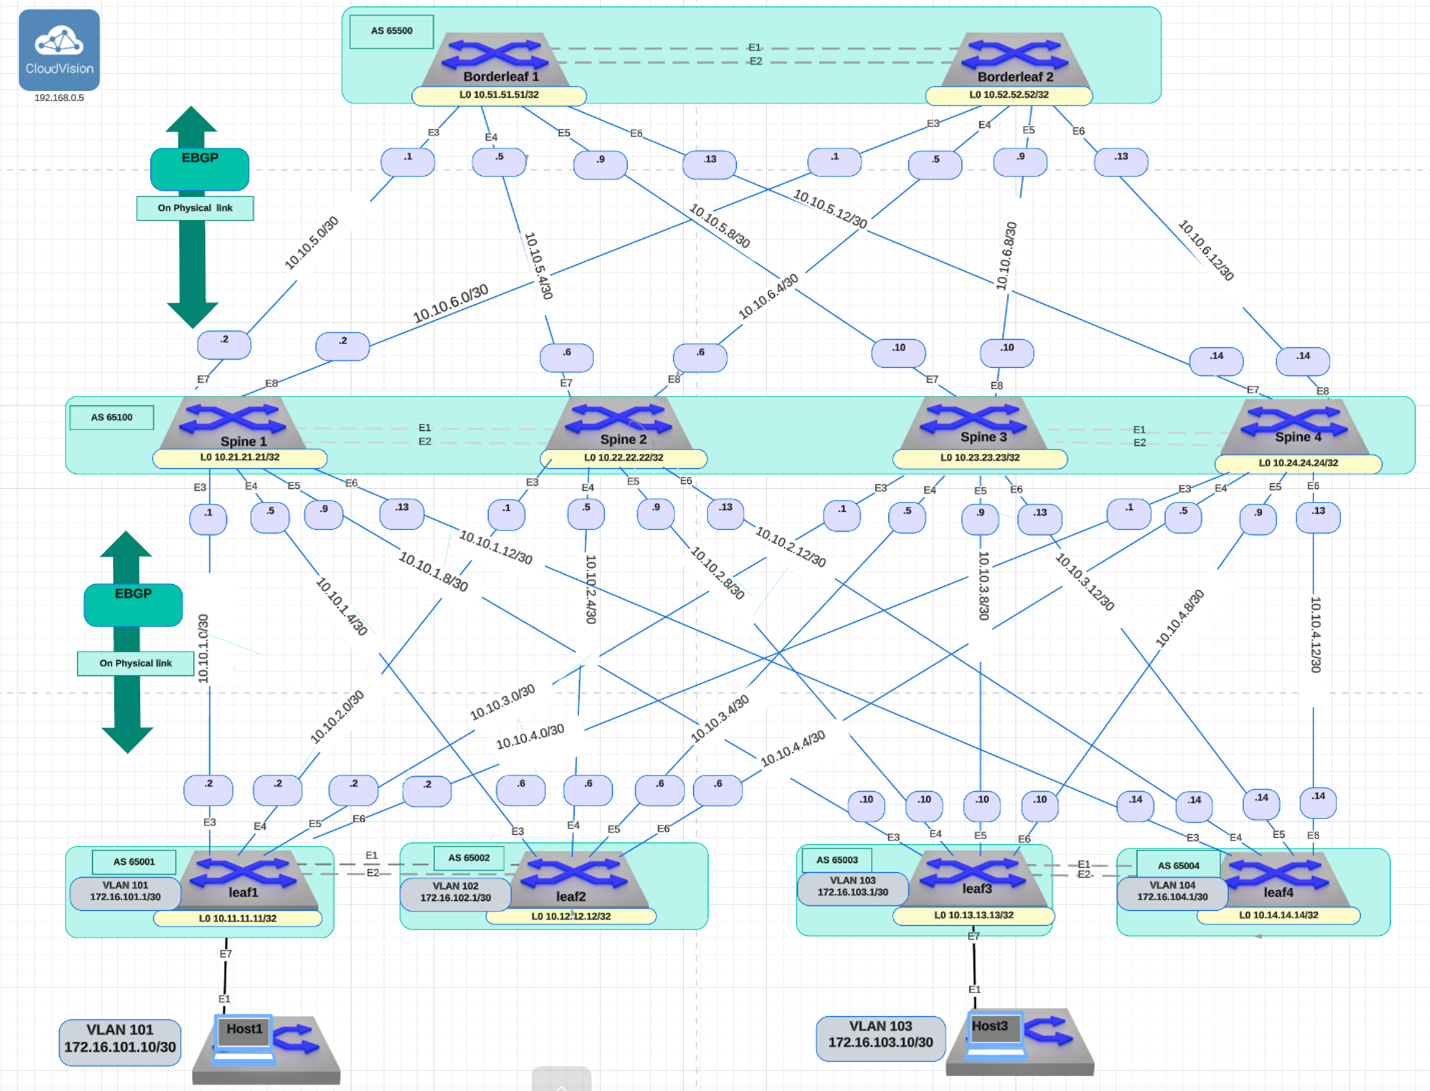 AS 65500
CloudVision
192.168.0.5
E1
E2
Borderleaf 1
Borderleaf 2
L0 10.51.51.51/32
L0 10.52.52.52/32
E3
E4
E5
E6
E3
E4
E5
E6
EBGP
On Physical link
.1
.5
.9
.13
.1
.5
.9
.13
10.10.5.0/30
10.10.5.4/30
10.10.5.8/30
10.10.5.12/30
10.10.6.0/30
10.10.6.4/30
10.10.6.8/30
10.10.6.12/30
.2
.2
.6
.6
.10
.10
.14
.14
E7
E8
E7
E8
E7
E8
E7
E8
AS 65100
E1
E2
E1
E2
Spine 1
Spine 2
Spine 3
Spine 4
L0 10.21.21.21/32
L0 10.22.22.22/32
L0 10.23.23.23/32
L0 10.24.24.24/32
E3
E4
E5
E6
E3
E4
E5
E6
E3
E4
E5
E6
E3
E4
E5
E6
.1
.5
.9
.13
.1
.5
.9
.13
.1
.5
.9
.13
.1
.5
.9
.13
EBGP
On Physical link
10.10.1.0/30
10.10.1.4/30
10.10.1.8/30
10.10.1.12/30
10.10.2.0/30
10.10.2.4/30
10.10.2.8/30
10.10.2.12/30
10.10.3.0/30
10.10.3.4/30
10.10.3.8/30
10.10.3.12/30
10.10.4.0/30
10.10.4.4/30
10.10.4.8/30
10.10.4.12/30
.2
.2
.2
.2
.6
.6
.6
.6
.10
.10
.10
.10
.14
.14
.14
.14
E3
E4
E5
E6
E3
E4
E5
E6
E3
E4
E5
E6
E3
E4
E5
E6
AS 65001
E1
E2
AS 65002
AS 65003
E1
E2
AS 65004
VLAN 101
172.16.101.1/30
leaf1
VLAN 102
172.16.102.1/30
leaf2
VLAN 103
172.16.103.1/30
leaf3
VLAN 104
172.16.104.1/30
leaf4
L0 10.11.11.11/32
L0 10.12.12.12/32
L0 10.13.13.13/32
L0 10.14.14.14/32
E7
E7
E1
E1
VLAN 101
172.16.101.10/30
Host1
VLAN 103
172.16.103.10/30
Host3